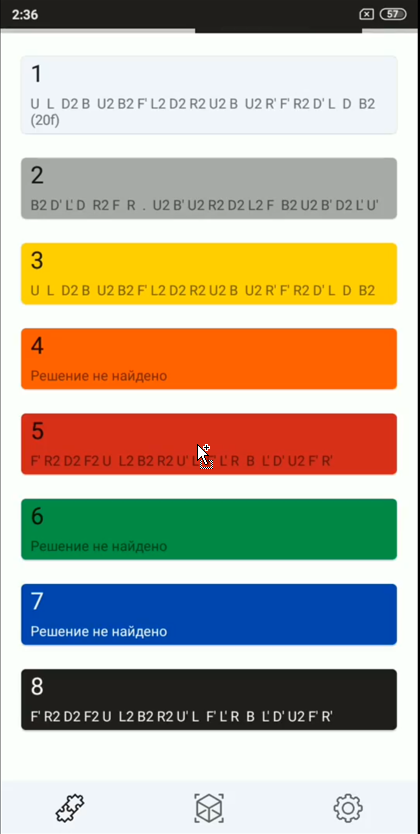 2:36
57
1
U L D2 B U2 B2 F' L2 D2 R2 U2 B U2 R' F' R2 D' L D B2
(20f)
2
B2 D' L' D R2 F R . U2 B' U2 R2 D2 L2 F B2 U2 B' D2 L' U'
3
U L D2 B U2 B2 F' L2 D2 R2 U2 B U2 R' F' R2 D' L D B2
4
Решение не найдено
5
F' R2 D2 F2 U L2 B2 R2 U' L' R B L' D' U2 F' R'
6
Решение не найдено
7
Решение не найдено
8
F' R2 D2 F2 U L2 B2 R2 U' L F' L' R B L' D' U2 F' R'